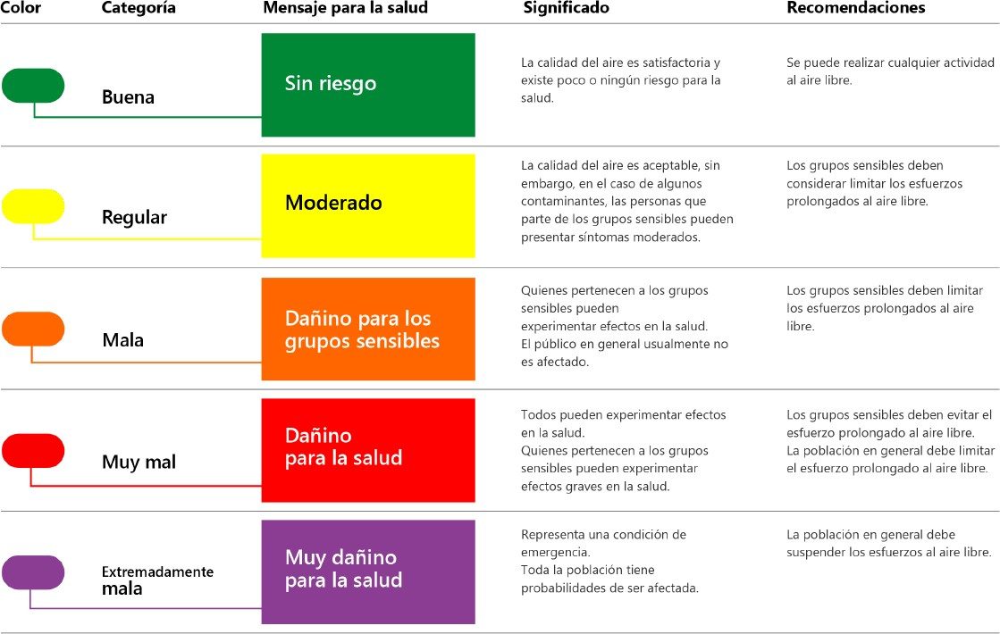 Color Categoría Mensaje para la salud Significado Recomendaciones
Buena
Sin riesgo
La calidad del aire es satisfactoria y
existe poco o ningún riesgo para la
salud.
Se puede realizar cualquier actividad
al aire libre.
Regular
Moderado
La calidad del aire es aceptable, sin
embargo, en el caso de algunos
contaminantes, las personas que
parte de los grupos sensibles pueden
presentar síntomas moderados.
Los grupos sensibles deben
considerar limitar los esfuerzos
prolongados al aire libre.
Mala
Dañino para los
grupos sensibles
Quienes pertenecen a los grupos
sensibles pueden
experimentar efectos en la salud.
El público en general usualmente no
es afectado.
Los grupos sensibles deben limitar
los esfuerzos prolongados al aire
libre.
Muy mal
Dañino
para la salud
Todos pueden experimentar efectos
en la salud.
Quienes pertenecen a los grupos
sensibles pueden experimentar
efectos graves en la salud.
Los grupos sensibles deben evitar el
esfuerzo prolongado al aire libre.
La población en general debe limitar
el esfuerzo prolongado al aire libre.
Extremadamente
mala
Muy dañino
para la salud
Representa una condición de
emergencia.
Toda la población tiene
probabilidades de ser afectada.
La población en general debe
suspender los esfuerzos al aire libre.